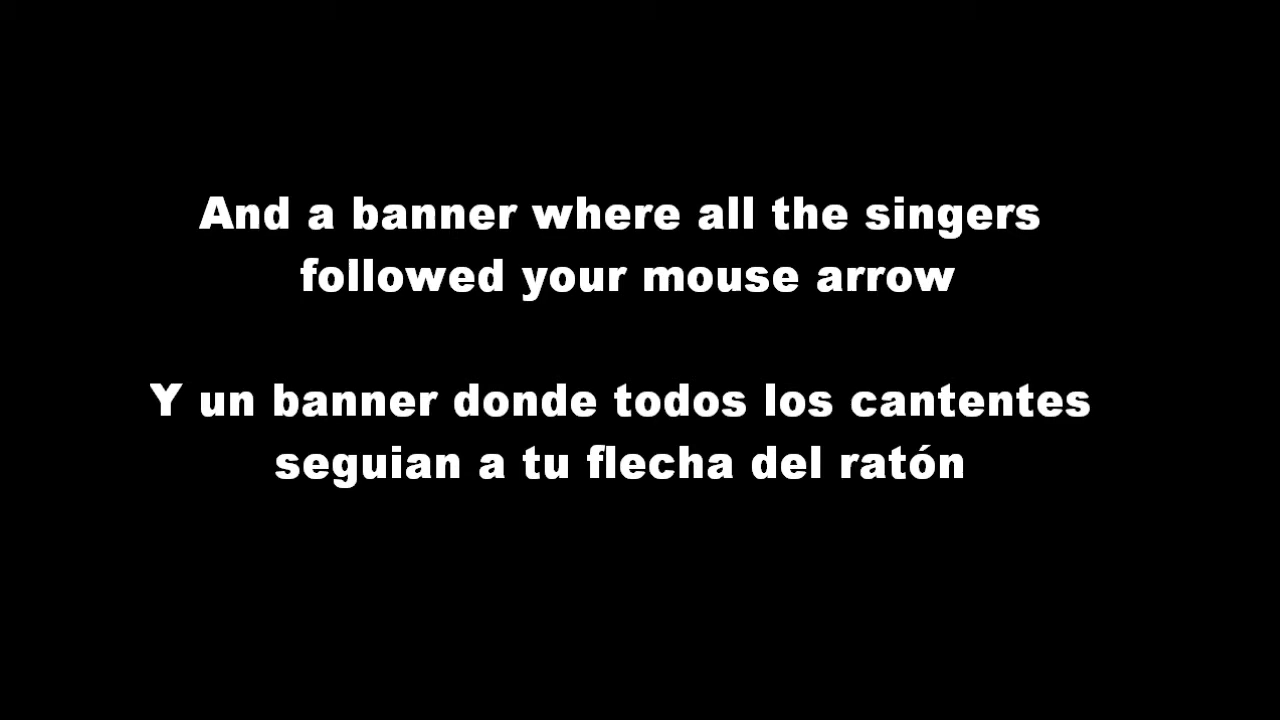 And a banner where all the singers
followed your mouse arrow
Y un banner donde todos los cantentes
seguian a tu flecha del ratón